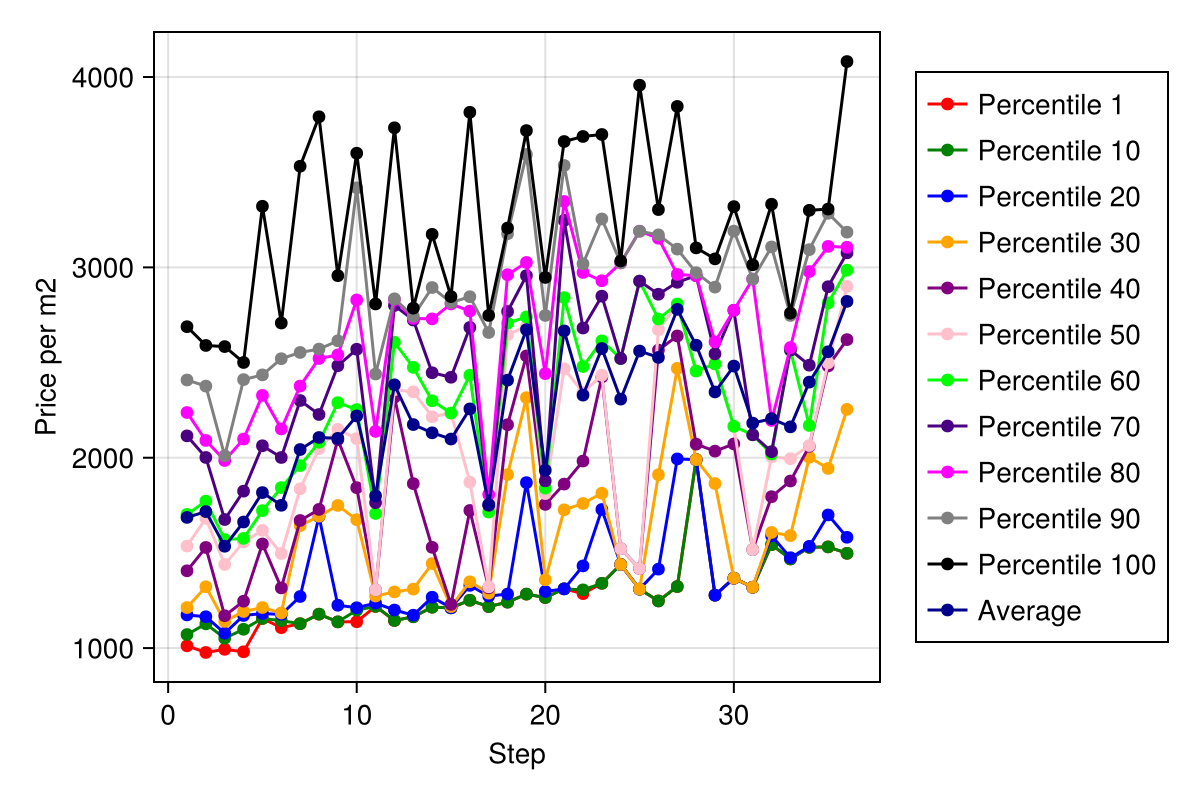 Price per m2
4000
3000
2000
1000
0
10
20
30
Step
Percentile 1
Percentile 10
Percentile 20
Percentile 30
Percentile 40
Percentile 50
Percentile 60
Percentile 70
Percentile 80
Percentile 90
Percentile 100
Average